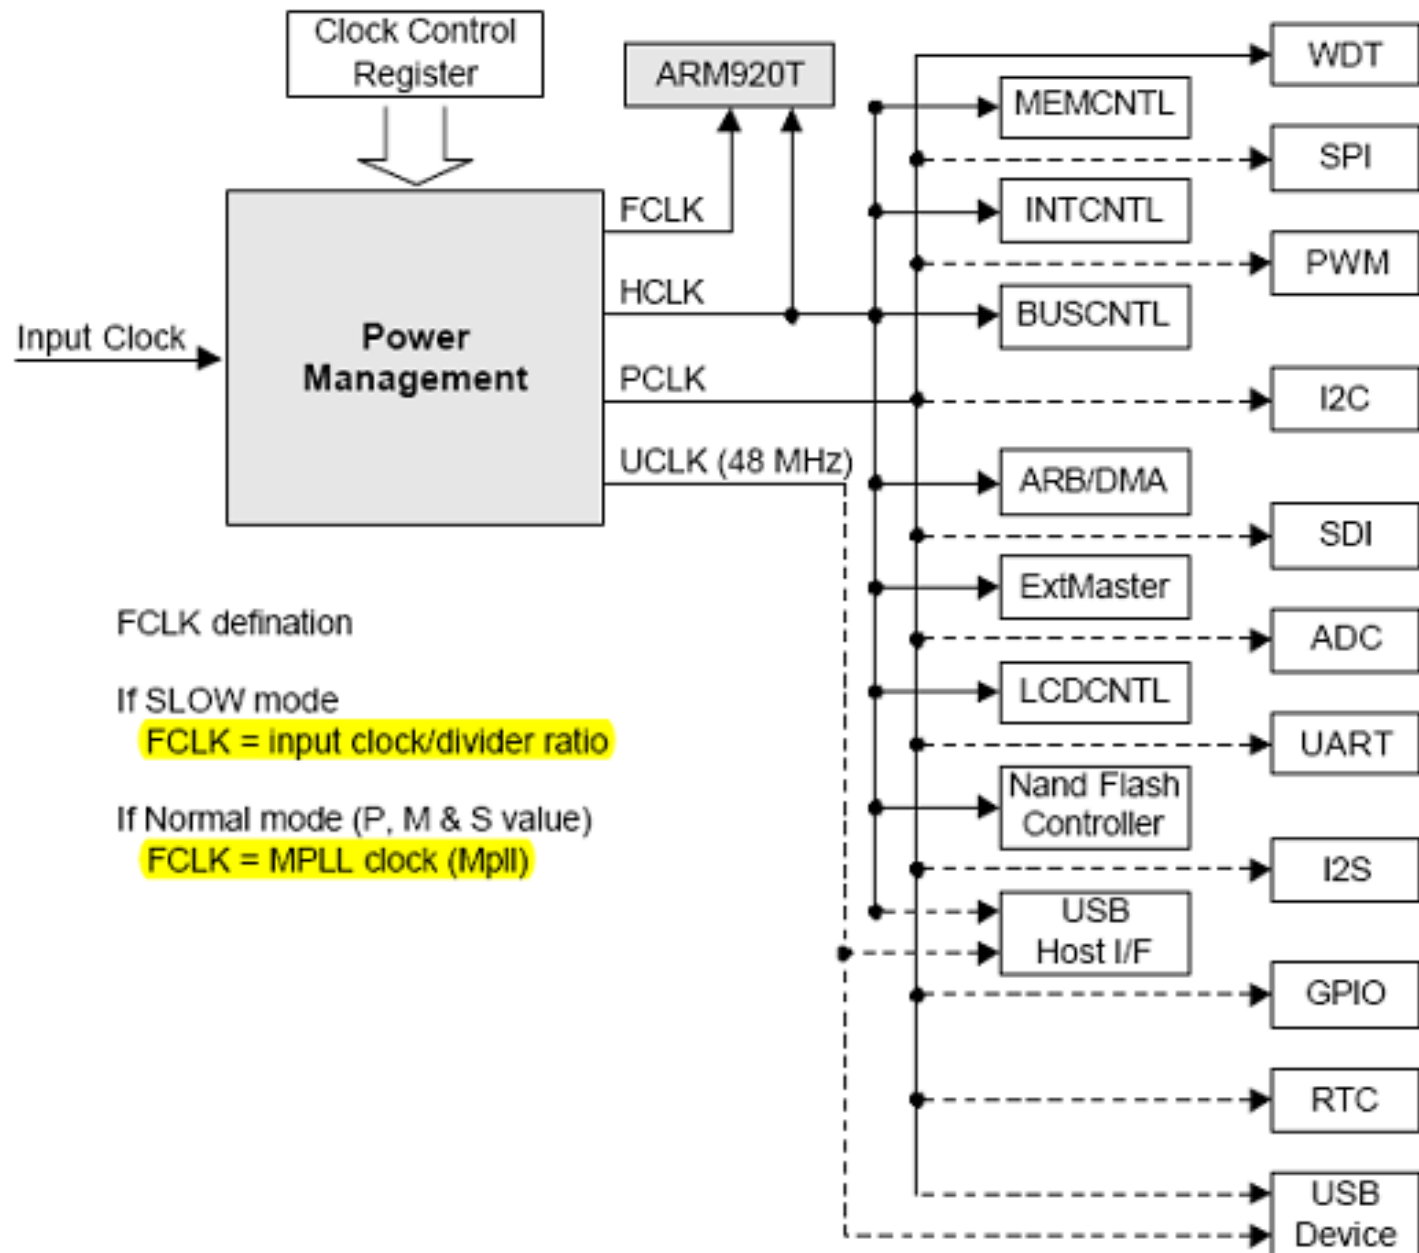 Clock Control
Register
ARM920T
WDT
MEMCNTL
SPI
FCLK
INTCNTL
PWM
HCLK
BUSCNTL
Input Clock
Power
Management
PCLK
I2C
UCLK (48 MHz)
ARB/DMA
SDI
ExtMaster
FCLK defination
ADC
If SLOW mode
LCDCNTL
FCLK = input clock/divider ratio
UART
Nand Flash
Controller
If Normal mode (P, M & S value)
FCLK = MPLL clock (Mpll)
I2S
USB
Host I/F
GPIO
RTC
USB
Device